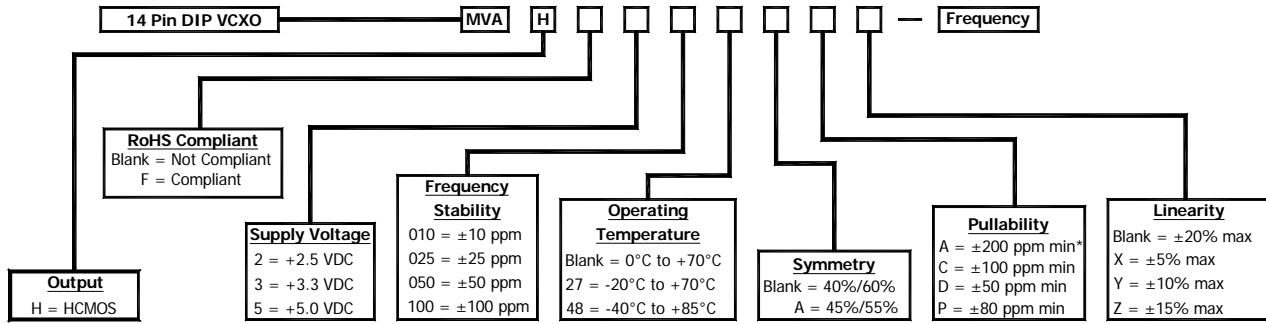 14 Pin DIP VCXO MVA H — Frequency
RoHS Compliant
Blank = Not Compliant
F = Compliant
Output
H = HCMOS
Supply Voltage
2 = +2.5 VDC
3 = +3.3 VDC
5 = +5.0 VDC
Frequency
Stability
010 = ±10 ppm
025 = ±25 ppm
050 = ±50 ppm
100 = ±100 ppm
Operating
Temperature
Blank = 0°C to +70°C
27 = -20°C to +70°C
48 = -40°C to +85°C
Symmetry
Blank = 40%/60%
A = 45%/55%
Pullability
A = ±200 ppm min*
C = ±100 ppm min
D = ±50 ppm min
P = ±80 ppm min
Linearity
Blank = ±20% max
X = ±5% max
Y = ±10% max
Z = ±15% max